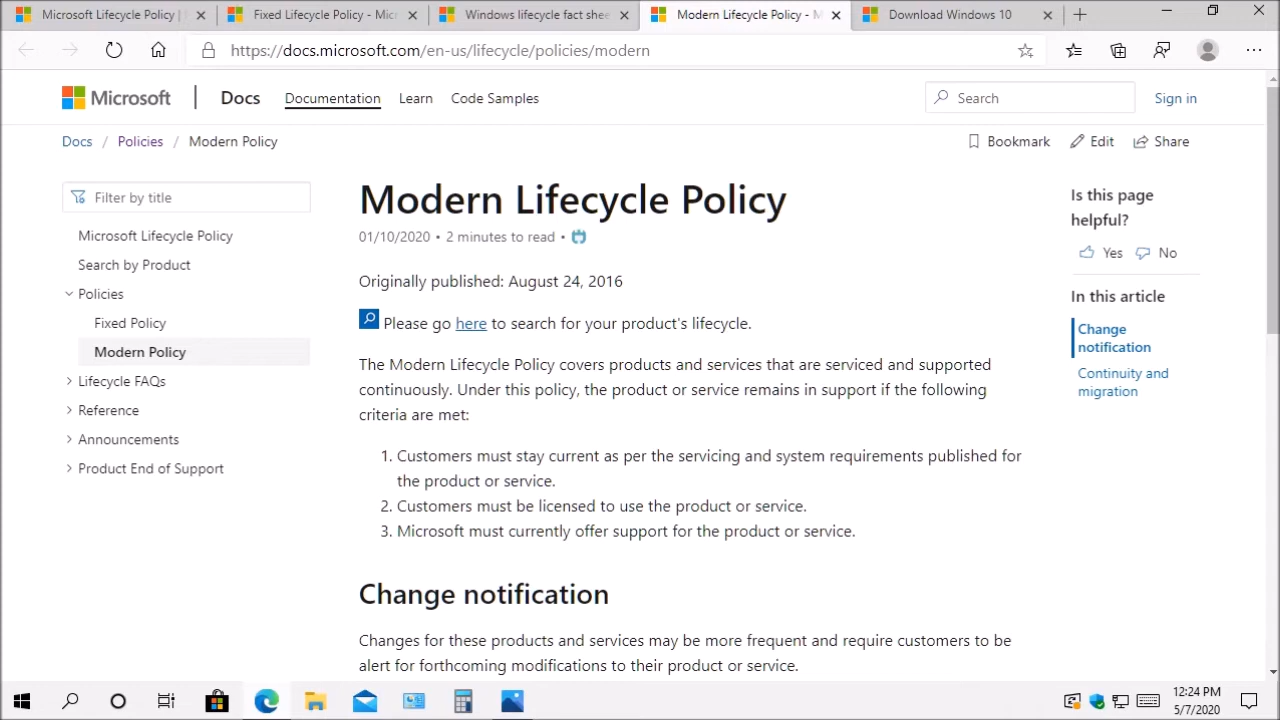 Microsoft Lifecycle Policy |
Fixed Lifecycle Policy - Micr
Windows lifecycle fact shee
Modern Lifecycle Policy - M
Download Windows 10
https://docs.microsoft.com/en-us/lifecycle/policies/modern
Microsoft
Docs
Documentation
Learn
Code Samples
Search
Sign in
Docs / Policies / Modern Policy
Bookmark
Edit
Share
Filter by title
Microsoft Lifecycle Policy
Search by Product
Policies
Fixed Policy
Modern Policy
Lifecycle FAQs
Reference
Announcements
Product End of Support
Modern Lifecycle Policy
01/10/2020 • 2 minutes to read •
Originally published: August 24, 2016
Please go here to search for your product's lifecycle.
The Modern Lifecycle Policy covers products and services that are serviced and supported
continuously. Under this policy, the product or service remains in support if the following
criteria are met:
1. Customers must stay current as per the servicing and system requirements published for
the product or service.
2. Customers must be licensed to use the product or service.
3. Microsoft must currently offer support for the product or service.
Change notification
Changes for these products and services may be more frequent and require customers to be
alert for forthcoming modifications to their product or service.
Is this page
helpful?
Yes
No
In this article
Change
notification
Continuity and
migration
12:24 PM
5/7/2020